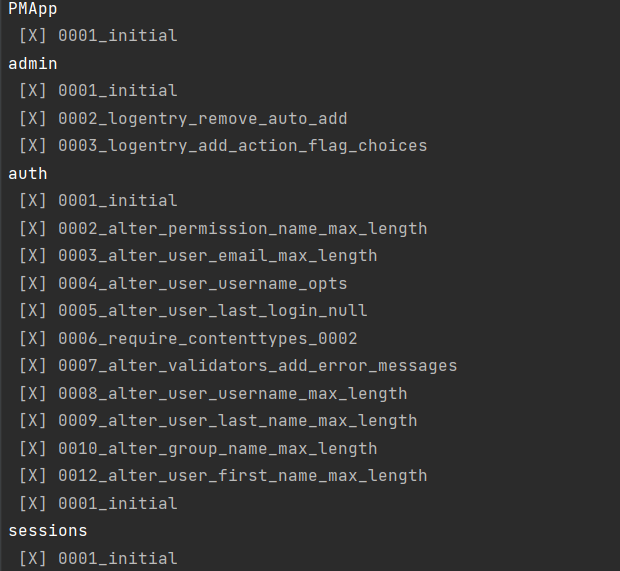 PMApp
[X] 0001_initial
admin
[X] 0001_initial
[X] 0002_logentry_remove_auto_add
[X] 0003_logentry_add_action_flag_choices
auth
[X] 0001_initial
[X] 0002_alter_permission_name_max_length
[X] 0003_alter_user_email_max_length
[X] 0004_alter_user_username_opts
[X] 0005_alter_user_last_login_null
[X] 0006_require_contenttypes_0002
[X] 0007_alter_validators_add_error_messages
[X] 0008_alter_user_username_max_length
[X] 0009_alter_user_last_name_max_length
[X] 0010_alter_group_name_max_length
[X] 0012_alter_user_first_name_max_length
[X] 0001_initial
sessions
[X] 0001_initial